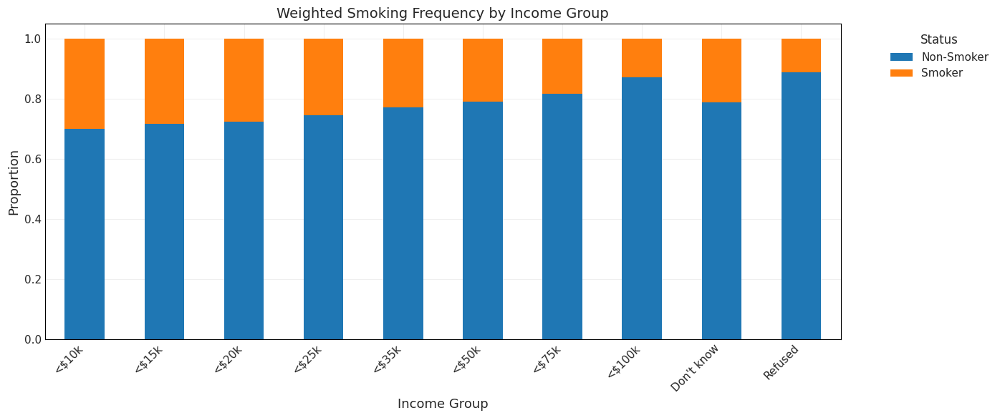 Weighted Smoking Frequency by Income Group
Status
Non-Smoker
Smoker
Proportion
1.0
0.8
0.6
0.4
0.2
0.0
<$10k
<$15k
<$20k
<$25k
<$35k
<$50k
<$75k
<$100k
Don't know
Refused
Income Group